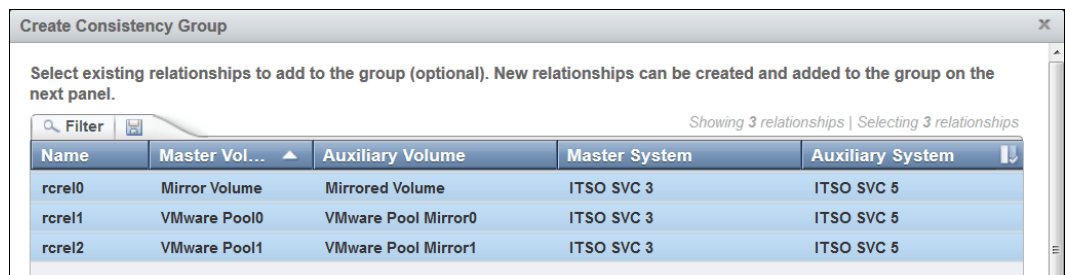 Create Consistency Group
Select existing relationships to add to the group (optional). New relationships can be created and added to the group on the
next panel.
Filter Showing 3 relationships | Selecting 3 relationships
Name Master Vol... Auxiliary Volume Master System Auxiliary System
rcrel0 Mirror Volume Mirrored Volume ITSO SVC 3 ITSO SVC 5
rcrel1 VMware Pool0 VMware Pool Mirror0 ITSO SVC 3 ITSO SVC 5
rcrel2 VMware Pool1 VMware Pool Mirror1 ITSO SVC 3 ITSO SVC 5